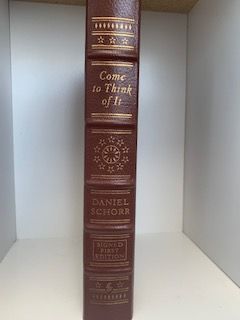 Come
to Think
of It
DANIEL
SCHORR
SIGNED
FIRST
EDITION